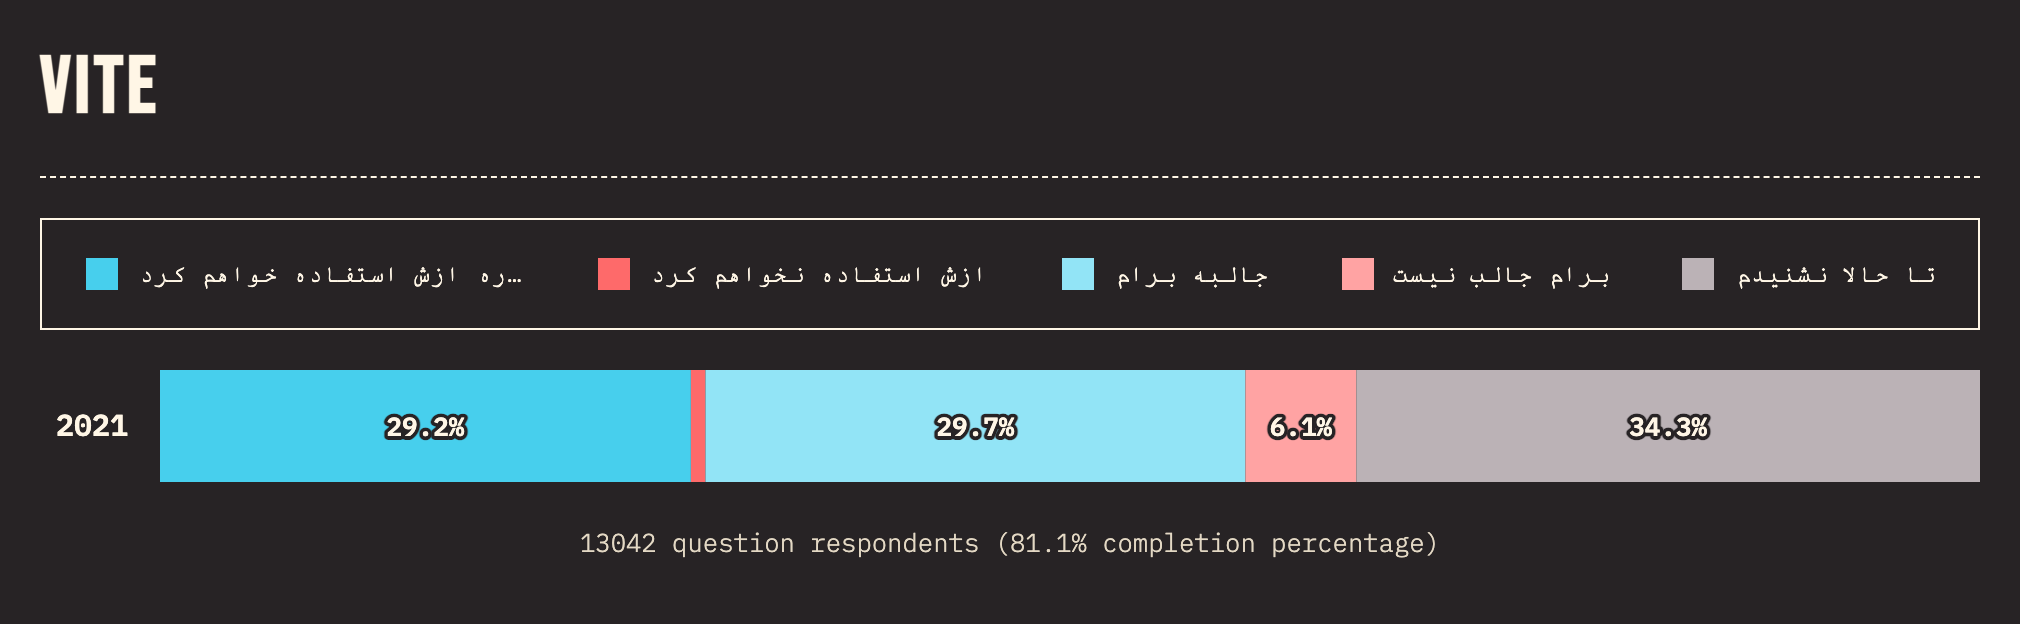 VITE
ره ازش استفاده خواهم کرد…
ازش استفاده نخواهم کرد
جالبه برام
برام جالب نیست
تا حالا نشنیدم
2021 29.2% 29.7% 6.1% 34.3%
13042 question respondents (81.1% completion percentage)